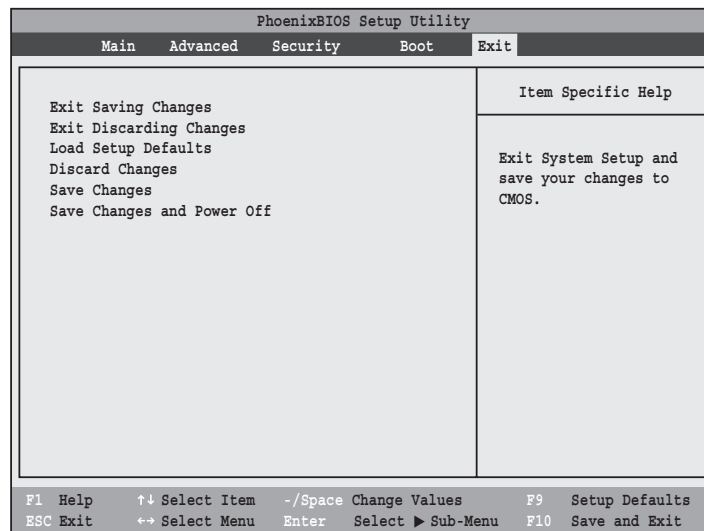 PhoenixBIOS Setup Utility
Main Advanced Security Boot Exit
Exit Saving Changes
Exit Discarding Changes
Load Setup Defaults
Discard Changes
Save Changes
Save Changes and Power Off
Item Specific Help
Exit System Setup and
save your changes to
CMOS.
F1 Help ↑↓ Select Item -/Space Change Values F9 Setup Defaults
ESC Exit ←→ Select Menu Enter Select ▶ Sub-Menu F10 Save and Exit